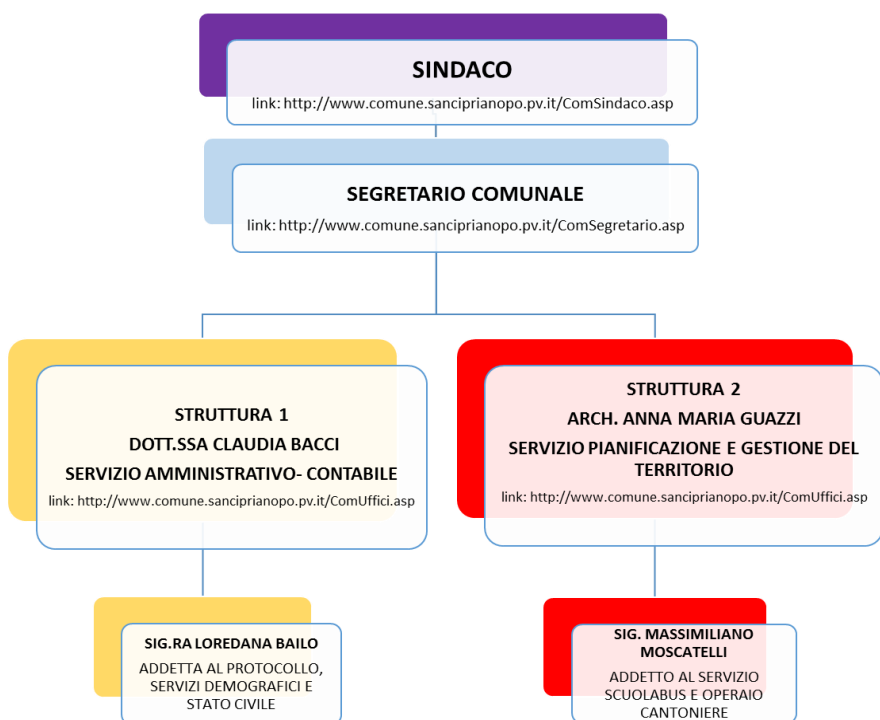 SINDACO
link: http://www.comune.sanciprianopo.pv.it/ComSindaco.asp
SEGRETARIO COMUNALE
link: http://www.comune.sanciprianopo.pv.it/ComSegretario.asp
STRUTTURA 1
DOTT.SSA CLAUDIA BACCI
SERVIZIO AMMINISTRATIVO- CONTABILE
link: http://www.comune.sanciprianopo.pv.it/ComUffici.asp
STRUTTURA 2
ARCH. ANNA MARIA GUAZZI
SERVIZIO PIANIFICAZIONE E GESTIONE DEL
TERRITORIO
link: http://www.comune.sanciprianopo.pv.it/ComUffici.asp
SIG.RA LOREDANA BAILO
ADDETTA AL PROTOCOLLO,
SERVIZI DEMOGRAFICI E
STATO CIVILE
SIG. MASSIMILIANO
MOSCATELLI
ADDETTO AL SERVIZIO
SCUOLABUS E OPERAIO
CANTONIERE